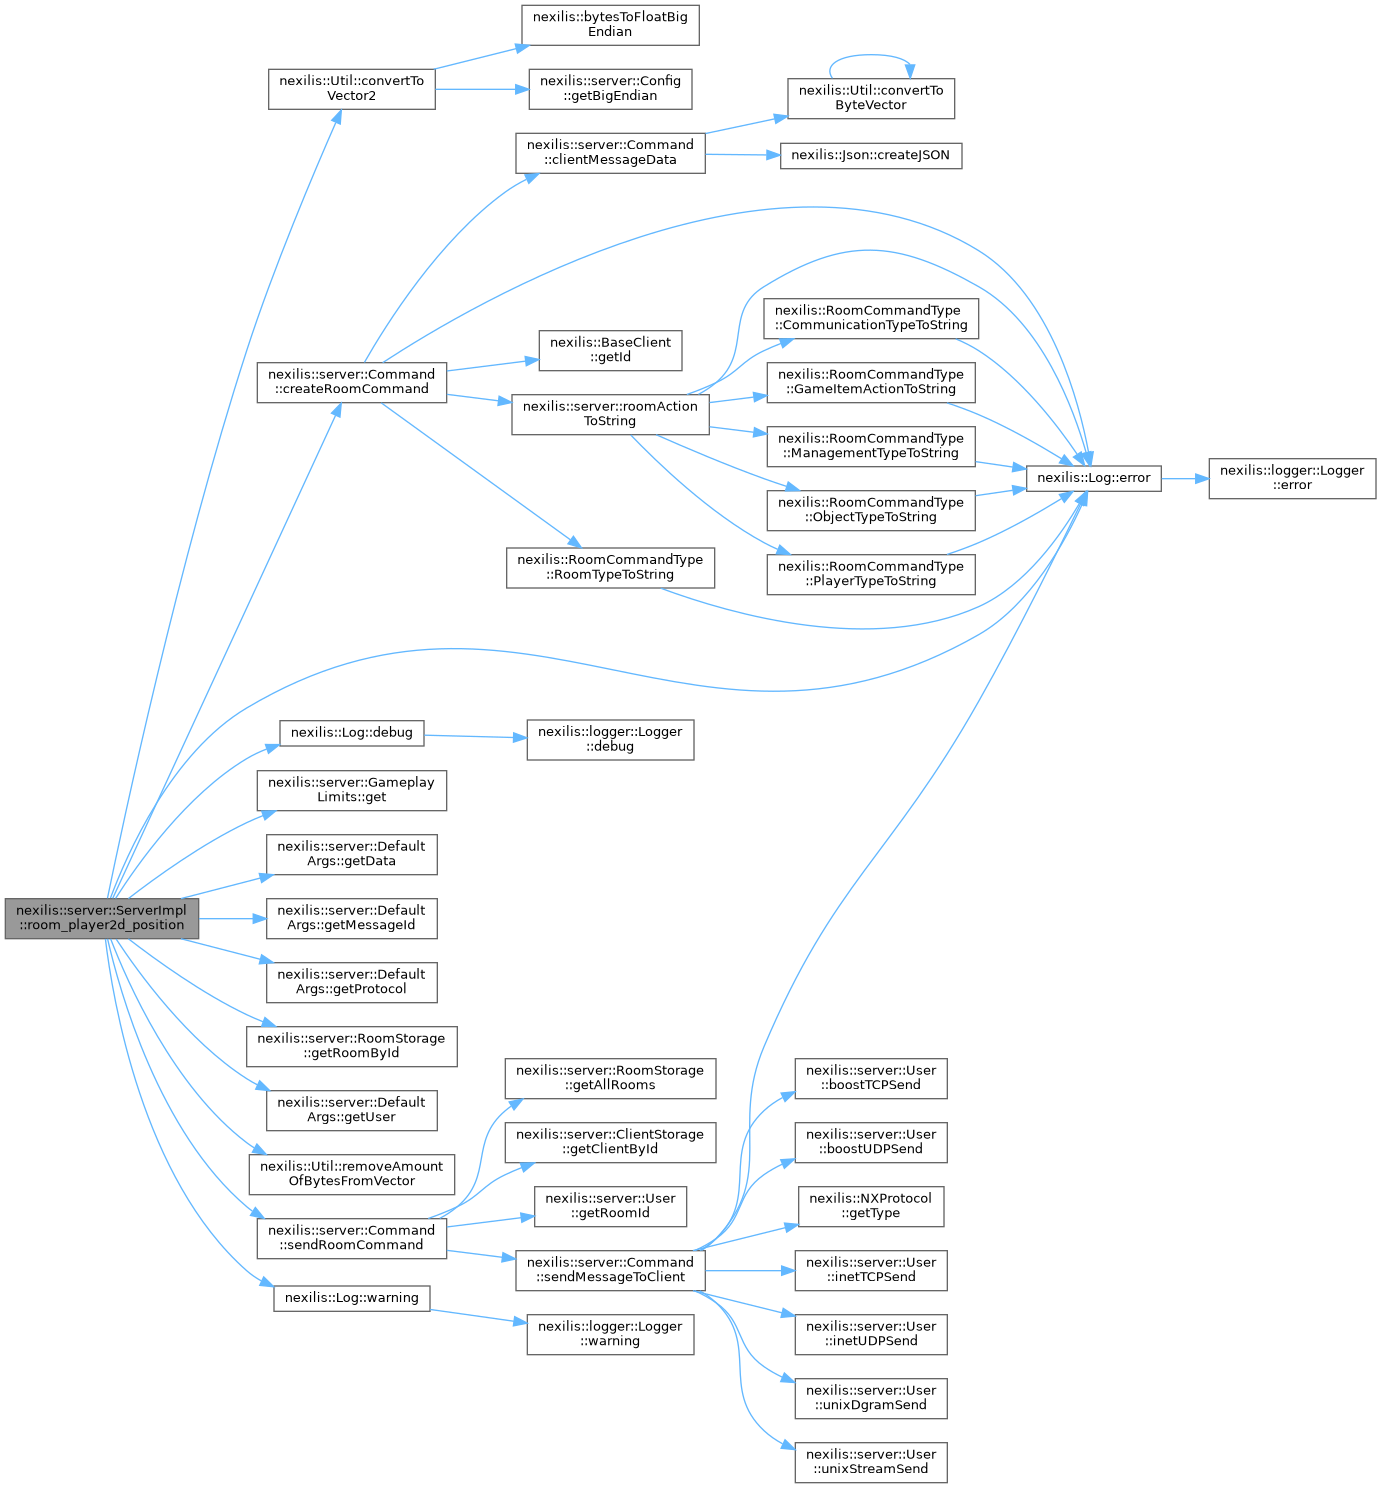 nexilis::bytesToFloatBig
Endian
nexilis::Util::convertTo
Vector2
nexilis::server::Config
::getBigEndian
nexilis::Util::convertTo
ByteVector
nexilis::server::Command
::clientMessageData
nexilis::Json::createJSON
nexilis::RoomCommandType
::CommunicationTypeToString
nexilis::BaseClient
::getId
nexilis::server::Command
::createRoomCommand
nexilis::RoomCommandType
::GameItemActionToString
nexilis::server::roomAction
ToString
nexilis::RoomCommandType
::ManagementTypeToString
nexilis::Log::error
nexilis::logger::Logger
::error
nexilis::RoomCommandType
::ObjectTypeToString
nexilis::RoomCommandType
::RoomTypeToString
nexilis::RoomCommandType
::PlayerTypeToString
nexilis::Log::debug
nexilis::logger::Logger
::debug
nexilis::server::Gameplay
Limits::get
nexilis::server::Default
Args::getData
nexilis::server::ServerImpl
::room_player2d_position
nexilis::server::Default
Args::getMessageId
nexilis::server::Default
Args::getProtocol
nexilis::server::RoomStorage
::getRoomById
nexilis::server::RoomStorage
::getAllRooms
nexilis::server::User
::boostTCPSend
nexilis::server::Default
Args::getUser
nexilis::server::ClientStorage
::getClientById
nexilis::server::User
::boostUDPSend
nexilis::Util::removeAmount
OfBytesFromVector
nexilis::server::User
::getRoomId
nexilis::NXProtocol
::getType
nexilis::server::Command
::sendRoomCommand
nexilis::server::Command
::sendMessageToClient
nexilis::server::User
::inetTCPSend
nexilis::Log::warning
nexilis::logger::Logger
::warning
nexilis::server::User
::inetUDPSend
nexilis::server::User
::unixDgramSend
nexilis::server::User
::unixStreamSend